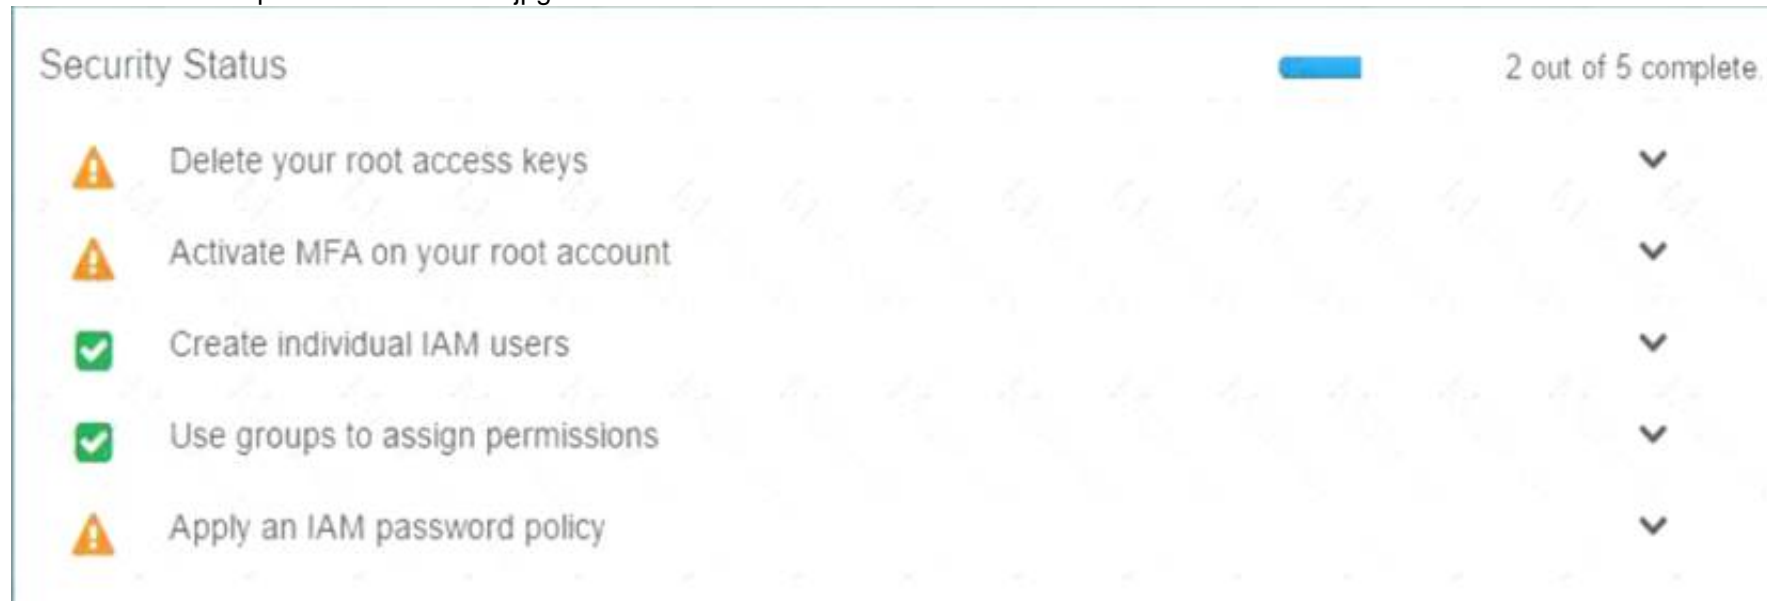 Security Status
2 out of 5 complete.
Delete your root access keys
Activate MFA on your root account
Create individual IAM users
Use groups to assign permissions
Apply an IAM password policy